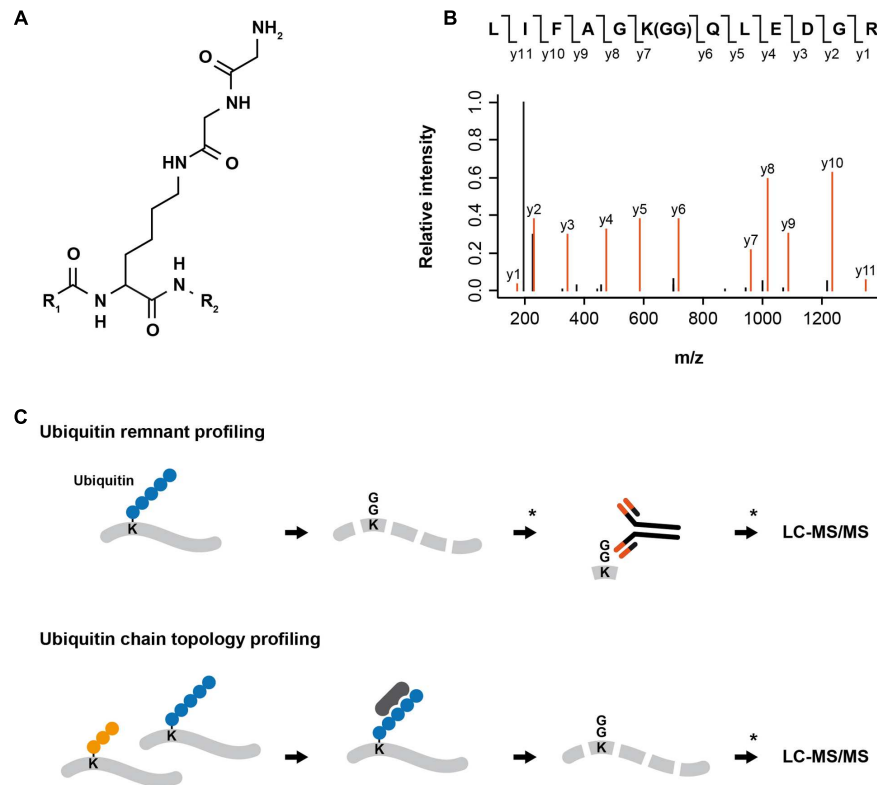 A
NH2
O
NH
HN
O
O
H
N
R1
N
H
O
R2
B
L I F A G K(GG) Q L E D G R
y11 y10 y9 y8 y7 y6 y5 y4 y3 y2 y1
Relative intensity
1.0
0.8
0.6
0.4
0.2
0.0
y1
y2
y3
y4
y5
y6
y7
y8
y9
y10
y11
200 400 600 800 1000 1200
m/z
C
Ubiquitin remnant profiling
Ubiquitin
K
G
G
K
*
G
G
K
*
LC-MS/MS
Ubiquitin chain topology profiling
K
K
K
G
G
K
*
LC-MS/MS